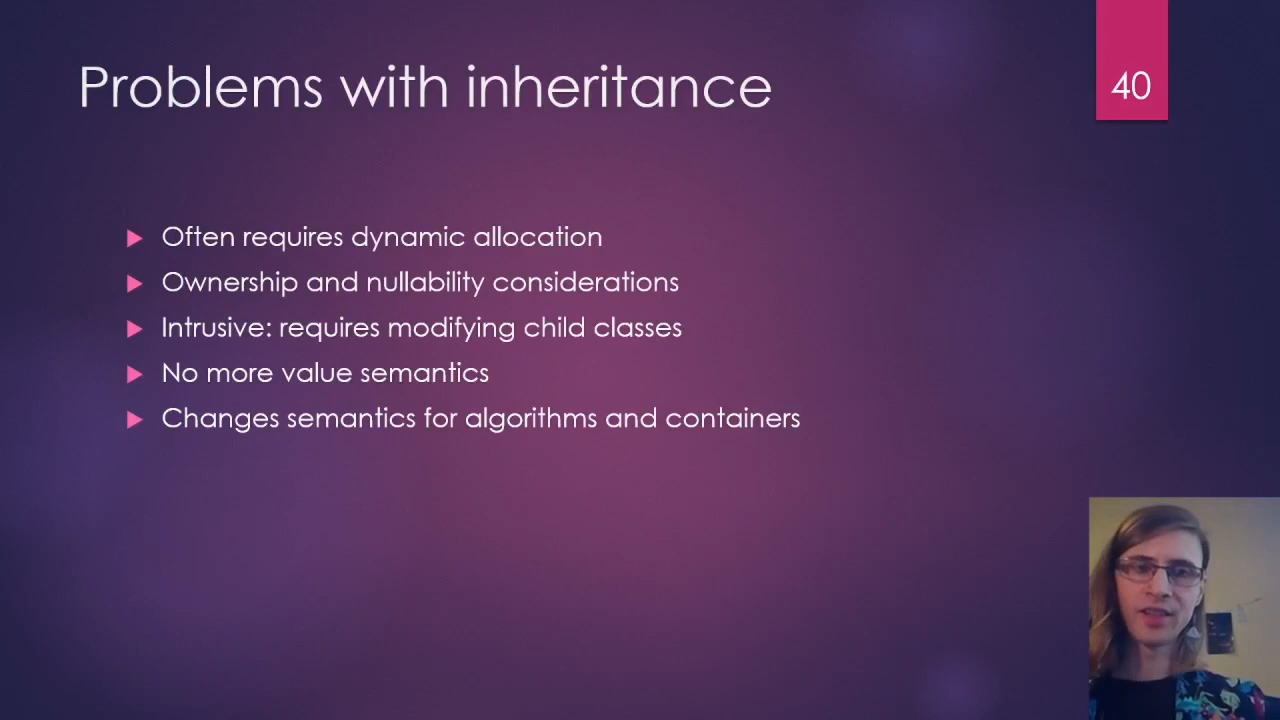 Problems with inheritance
40
Often requires dynamic allocation
Ownership and nullability considerations
Intrusive: requires modifying child classes
No more value semantics
Changes semantics for algorithms and containers